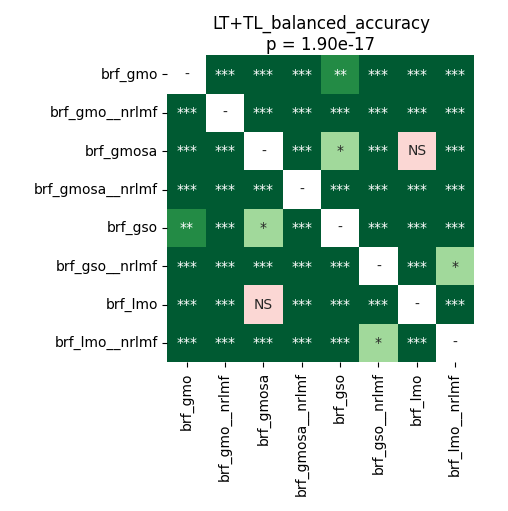 LT+TL_balanced_accuracy
p = 1.90e-17
brf_gmo - *** *** *** ** *** *** ***
brf_gmo__nrlmf *** - *** *** *** *** *** ***
brf_gmosa *** *** - *** * *** NS ***
brf_gmosa__nrlmf *** *** *** - *** *** *** ***
brf_gso ** *** * *** - *** *** ***
brf_gso__nrlmf *** *** *** *** *** - *** *
brf_lmo *** *** NS *** *** *** - ***
brf_lmo__nrlmf *** *** *** *** *** * *** -
brf_gmo
brf_gmo__nrlmf
brf_gmosa
brf_gmosa__nrlmf
brf_gso
brf_gso__nrlmf
brf_lmo
brf_lmo__nrlmf